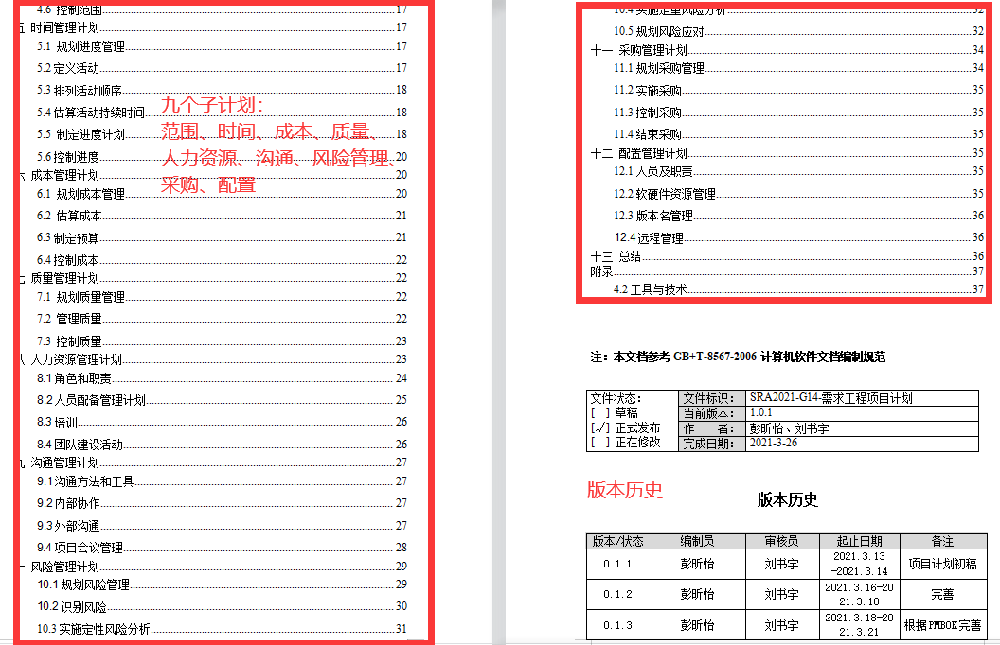 4.6 控制范围 17
五 时间管理计划 17
5.1 规划进度管理 17
5.2 定义活动 17
5.3 排列活动顺序 18
5.4 估算活动持续时间 18
5.5 制定进度计划 18
5.6 控制进度 20
六 成本管理计划 20
6.1 规划成本管理 20
6.2 估算成本 21
6.3 制定预算 21
6.4 控制成本 22
七 质量管理计划 22
7.1 规划质量管理 22
7.2 管理质量 22
7.3 控制质量 23
八 人力资源管理计划 23
8.1 角色和职责 24
8.2 人员配备管理计划 25
8.3 培训 26
8.4 团队建设活动 26
九 沟通管理计划 27
9.1 沟通方法和工具 27
9.2 内部协作 27
9.3 外部沟通 27
9.4 项目会议管理 28
风险管理计划 29
10.1 规划风险管理 29
10.2 识别风险 30
10.3 实施定性风险分析 31
九个子计划：
范围、时间、成本、质量、
人力资源、沟通、风险管理、
采购、配置
10.4 实施定量风险分析 32
10.5 规划风险应对 32
十一 采购管理计划 34
11.1 规划采购管理 34
11.2 实施采购 35
11.3 控制采购 35
11.4 结束采购 35
十二 配置管理计划 35
12.1 人员及职责 35
12.2 软硬件资源管理 35
12.3 版本名管理 36
12.4 远程管理 36
十三 总结 36
附录 37
4.2 工具与技术 37
注：本文档参考 GB+T-8567-2006 计算机软件文档编制规范
文件状态： 文件标识： SRA2021-G14-需求工程项目计划
[ ] 草稿 当前版本： 1.0.1
[√] 正式发布 作 者： 彭昕怡、刘书宇
[ ] 正在修改 完成日期： 2021-3-26
版本历史
版本历史
版本/状态 编制员 审核员 起止日期 备注
0.1.1 彭昕怡 刘书宇 2021.3.13-2021.3.14 项目计划初稿
0.1.2 彭昕怡 刘书宇 2021.3.16-2021.3.18 完善
0.1.3 彭昕怡 刘书宇 2021.3.18-2021.3.21 根据PMBOK完善